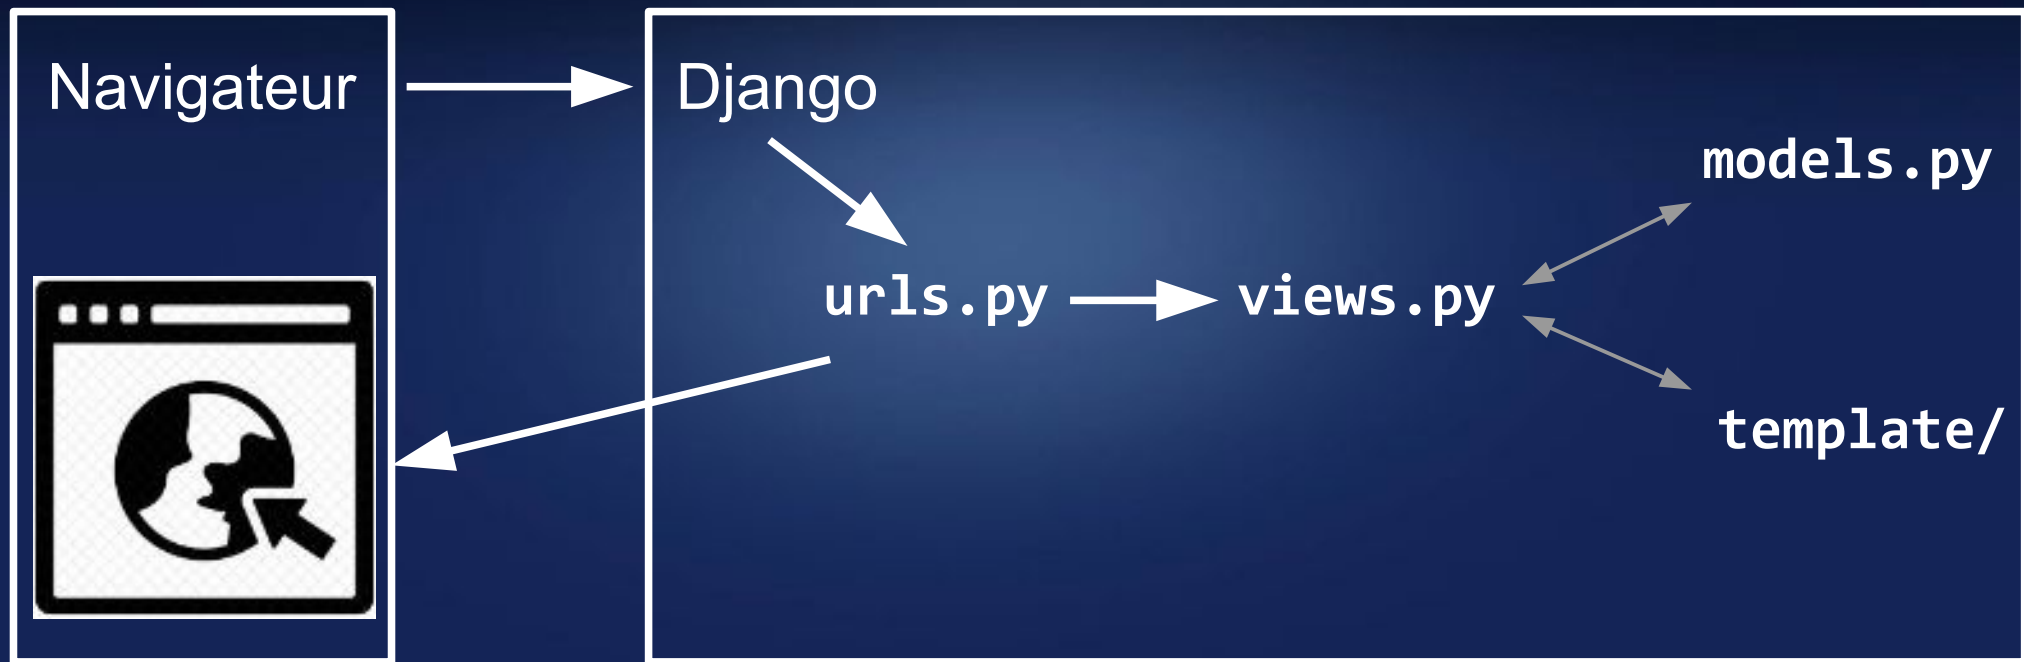 Navigateur
Django
models.py
urls.py
views.py
template/